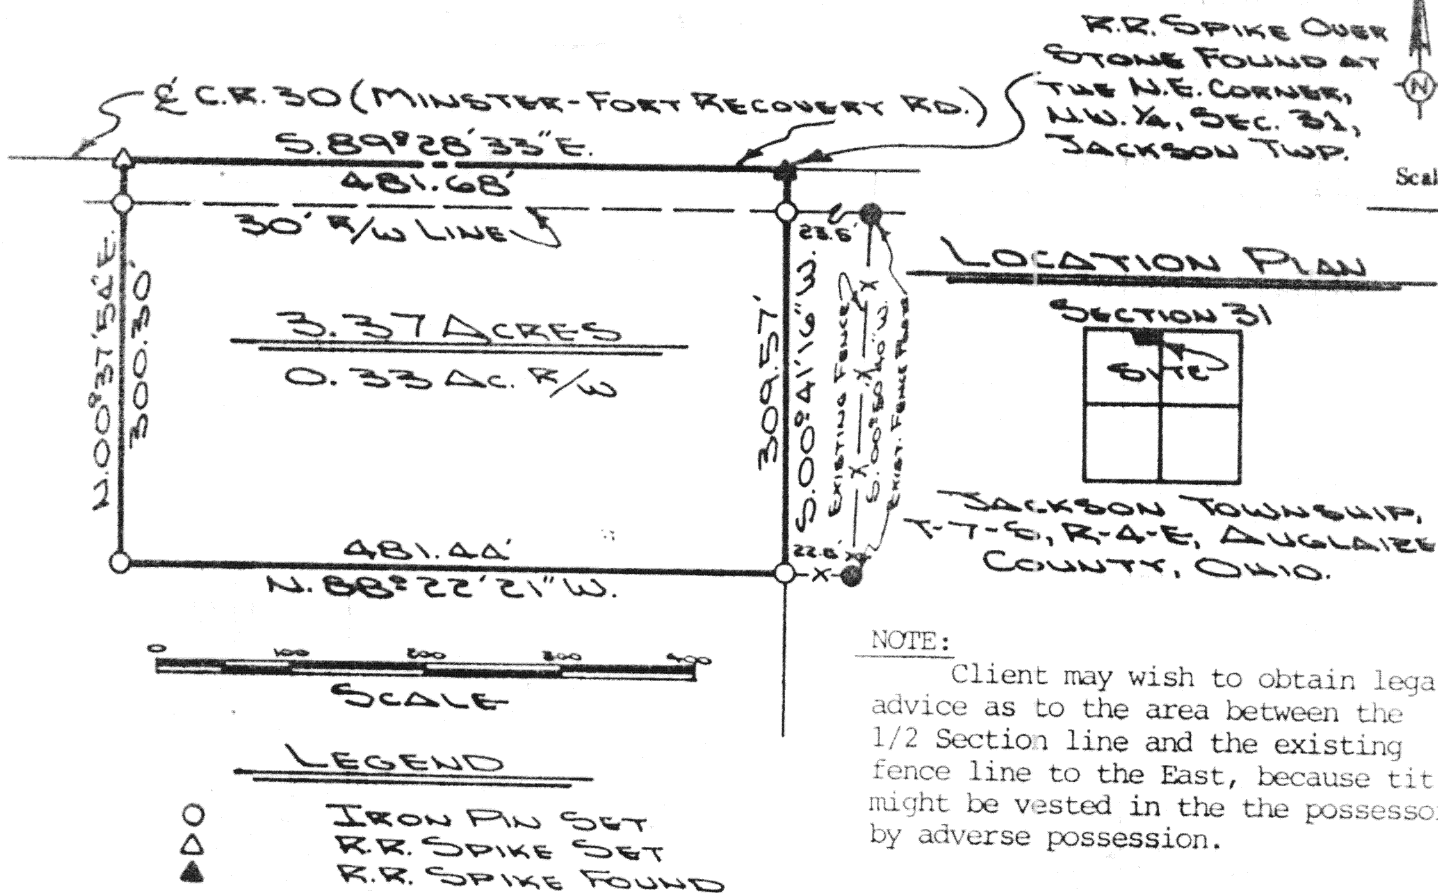 R.R. SPIKE OVER
STONE FOUND AT
THE N.E. CORNER,
N.W. ¼, SEC. 31,
JACKSON TWP.
N
Scal
℄ C.R. 30 (MINSTER-FORT RECOVERY RD.)
S.89°28'33"E.
481.68'
30' R/W LINE
23.5'
N.00°37'54"E.
300.30'
3.37 ACRES
0.33 AC. R/W
309.57'
S.00°41'16"W.
EXISTING FENCE
S.00°50'40"W.
EXIST. FENCE
22.8'
481.44'
N.88°22'21"W.
LOCATION PLAN
SECTION 31
SITE
JACKSON TOWNSHIP,
T-7-S, R-4-E, AUGLAIZE
COUNTY, OHIO.
0 100 200 300 400
SCALE
LEGEND
IRON PIN SET
R.R. SPIKE SET
R.R. SPIKE FOUND
NOTE:
Client may wish to obtain lega
advice as to the area between the
1/2 Section line and the existing
fence line to the East, because tit
might be vested in the the possesso
by adverse possession.